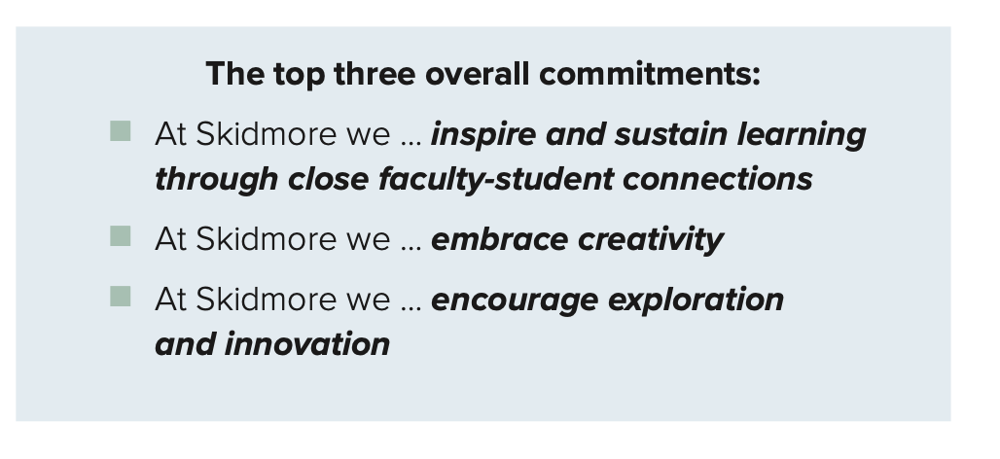 The top three overall commitments:
At Skidmore we ... inspire and sustain learning
through close faculty-student connections
At Skidmore we ... embrace creativity
At Skidmore we ... encourage exploration
and innovation